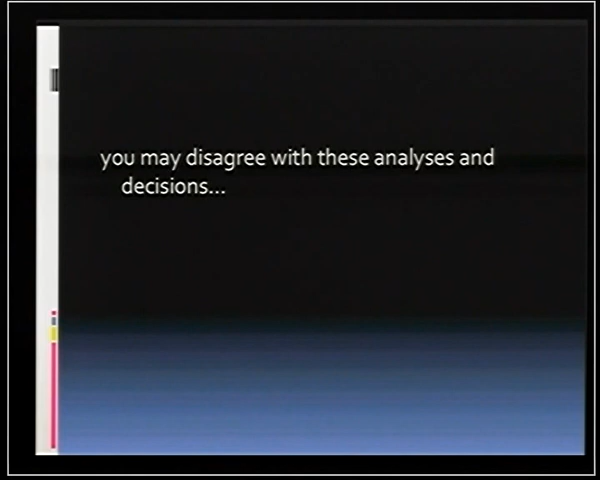 you may disagree with these analyses and
decisions...